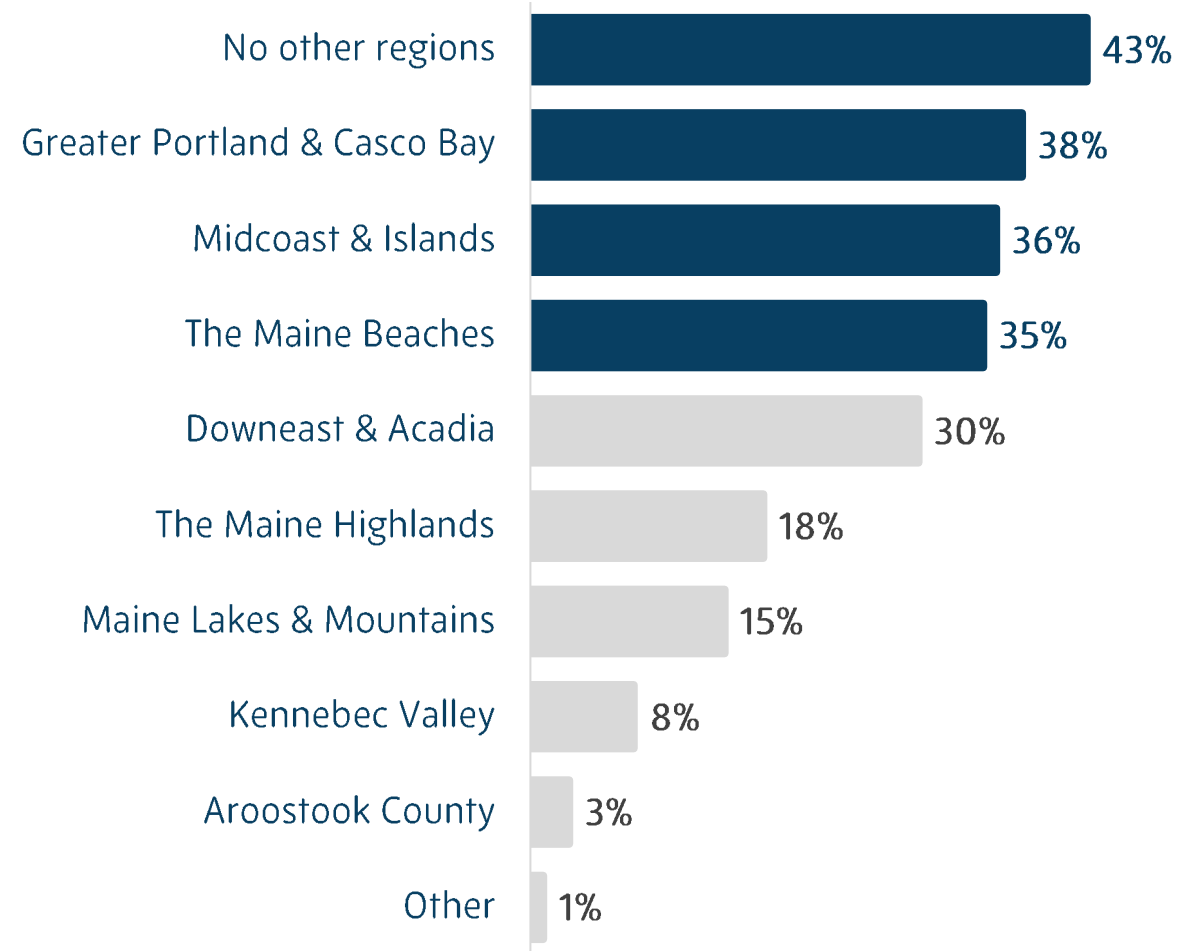 No other regions 43%
Greater Portland & Casco Bay 38%
Midcoast & Islands 36%
The Maine Beaches 35%
Downeast & Acadia 30%
The Maine Highlands 18%
Maine Lakes & Mountains 15%
Kennebec Valley 8%
Aroostook County 3%
Other 1%